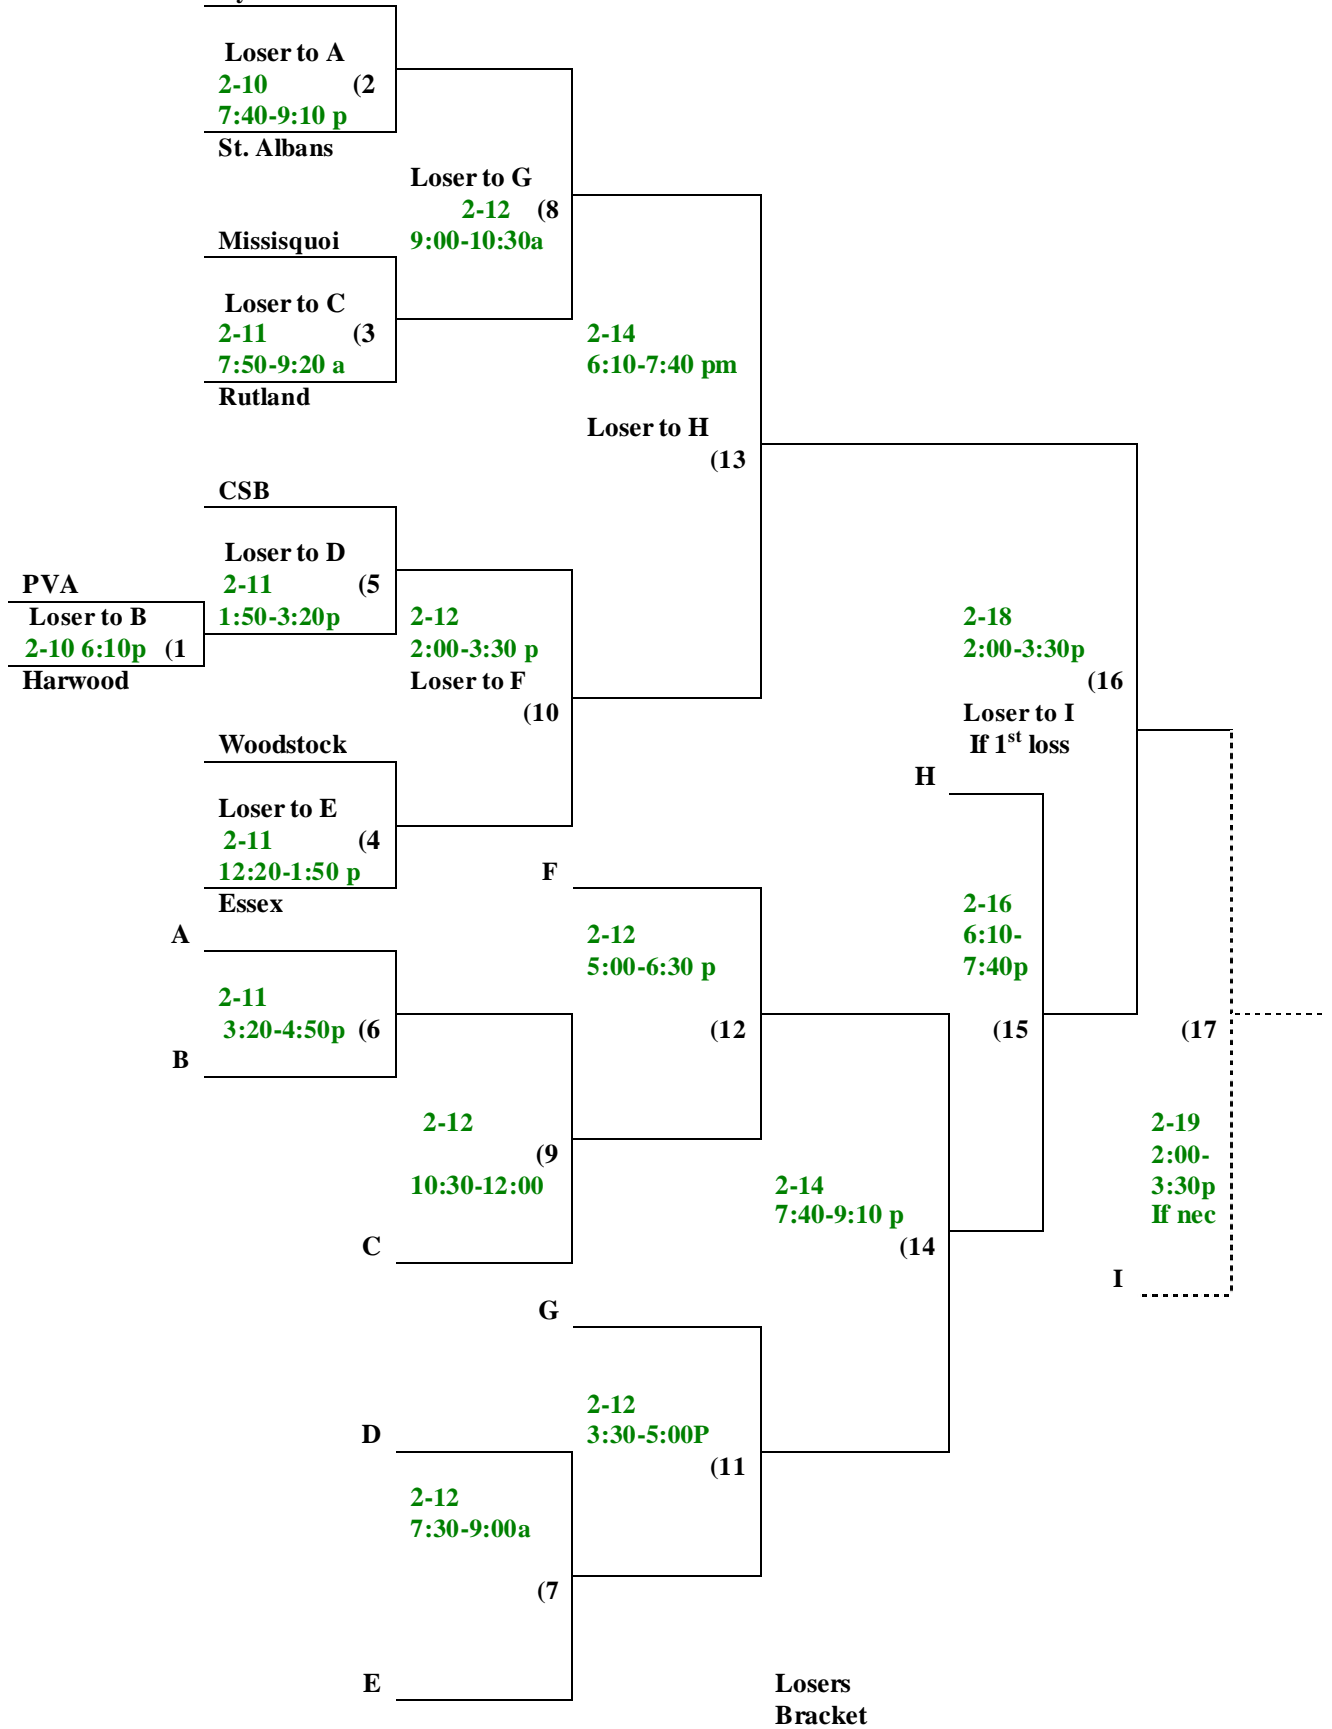 Loser to A
2-10 (2
7:40-9:10 p
St. Albans
Loser to G
2-12 (8
9:00-10:30a
Missisquoi
Loser to C
2-11 (3
7:50-9:20 a
Rutland
2-14
6:10-7:40 pm
Loser to H
(13
CSB
Loser to D
2-11 (5
1:50-3:20p
PVA
Loser to B
2-10 6:10p (1
Harwood
2-12
2:00-3:30 p
Loser to F
(10
2-18
2:00-3:30p
(16
Loser to I
If 1st loss
Woodstock
Loser to E
2-11 (4
12:20-1:50 p
Essex
H
F
A
2-11
3:20-4:50p (6
B
2-12
5:00-6:30 p
(12
2-16
6:10-
7:40p
(15
(17
2-12
(9
10:30-12:00
C
2-14
7:40-9:10 p
(14
2-19
2:00-
3:30p
If nec
I
G
2-12
3:30-5:00P
(11
D
2-12
7:30-9:00a
(7
E
Losers
Bracket